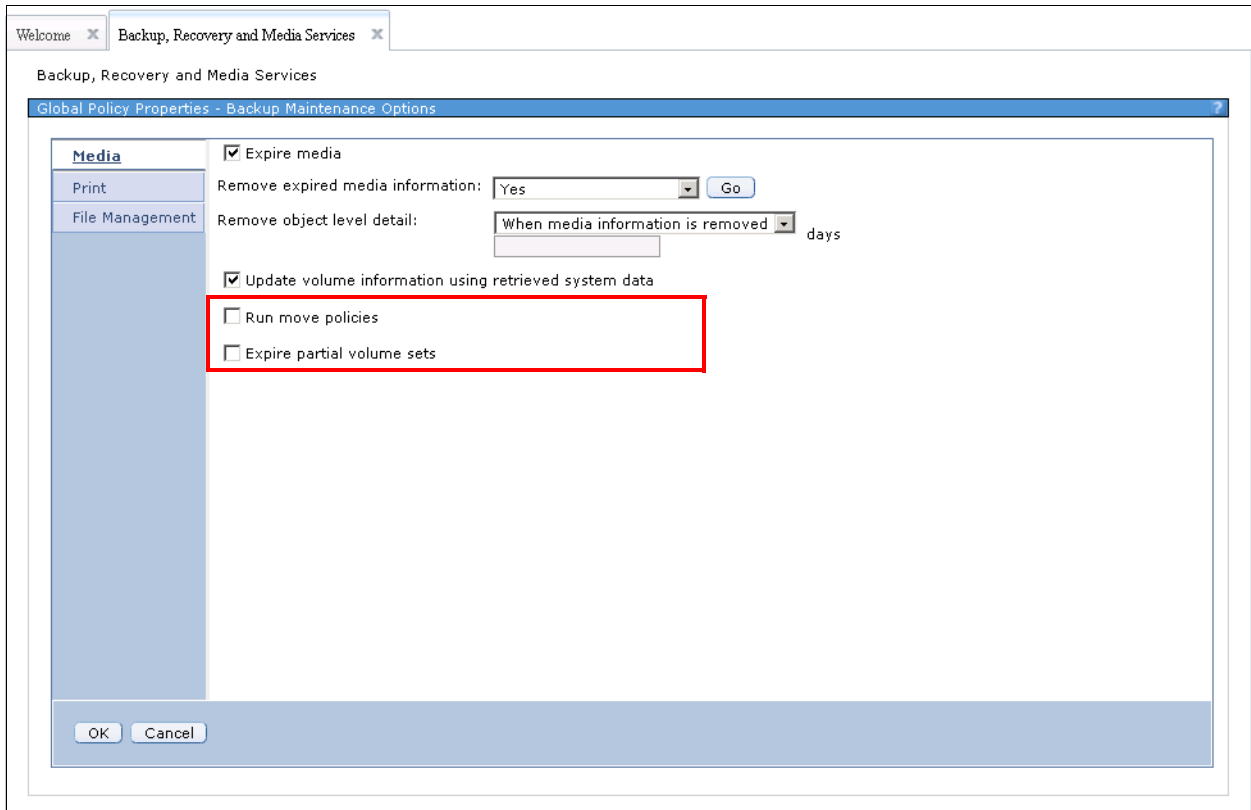 Welcome X Backup, Recovery and Media Services X
Backup, Recovery and Media Services
Global Policy Properties - Backup Maintenance Options ?
Media
Expire media
Print
Remove expired media information: Yes Go
File Management
Remove object level detail: When media information is removed
days
Update volume information using retrieved system data
Run move policies
Expire partial volume sets
OK Cancel